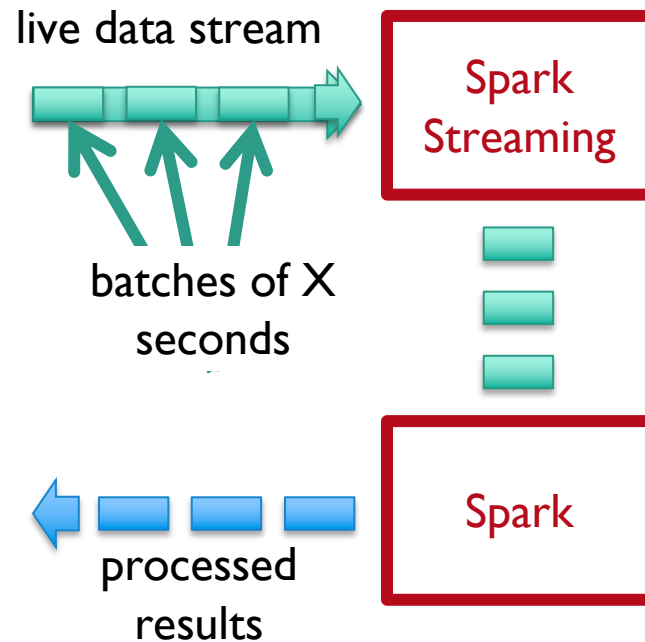 live data stream
Spark
Streaming
batches of X
seconds
Spark
processed
results